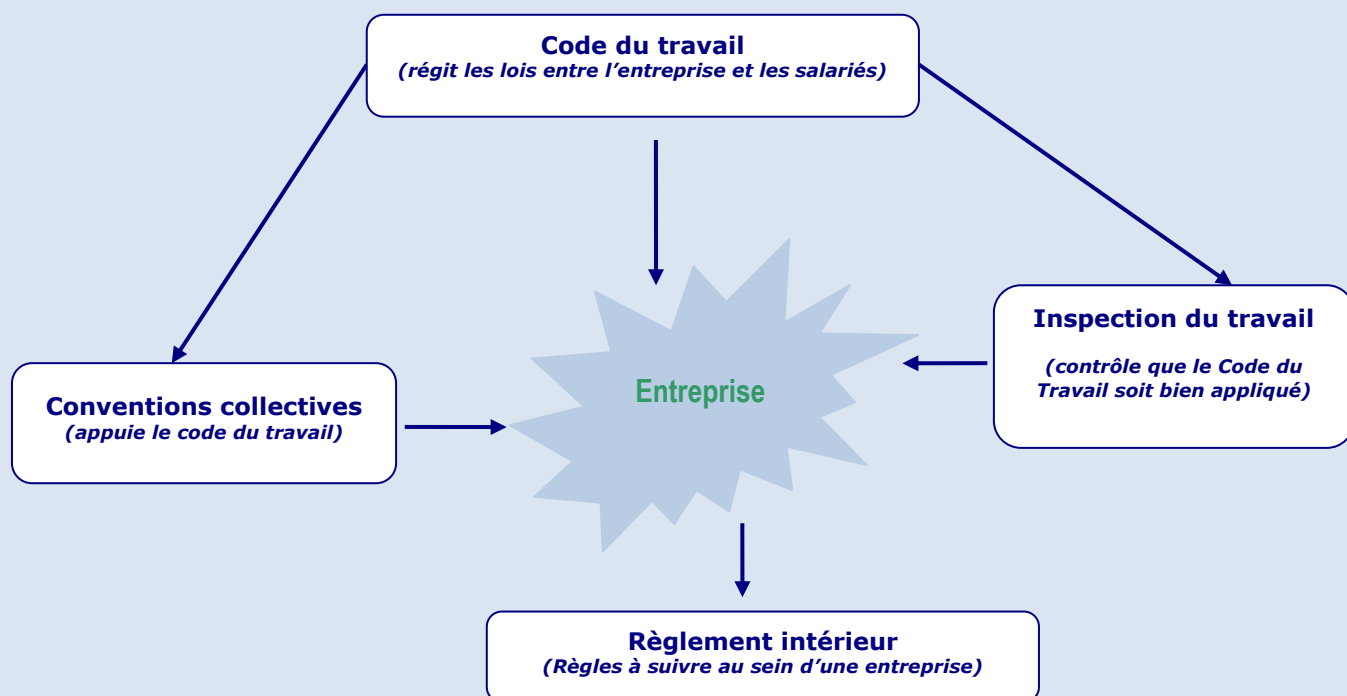 Code du travail
(régit les lois entre l’entreprise et les salariés)
Inspection du travail
(contrôle que le Code du
Travail soit bien appliqué)
Entreprise
Conventions collectives
(appuie le code du travail)
Règlement intérieur
(Règles à suivre au sein d’une entreprise)